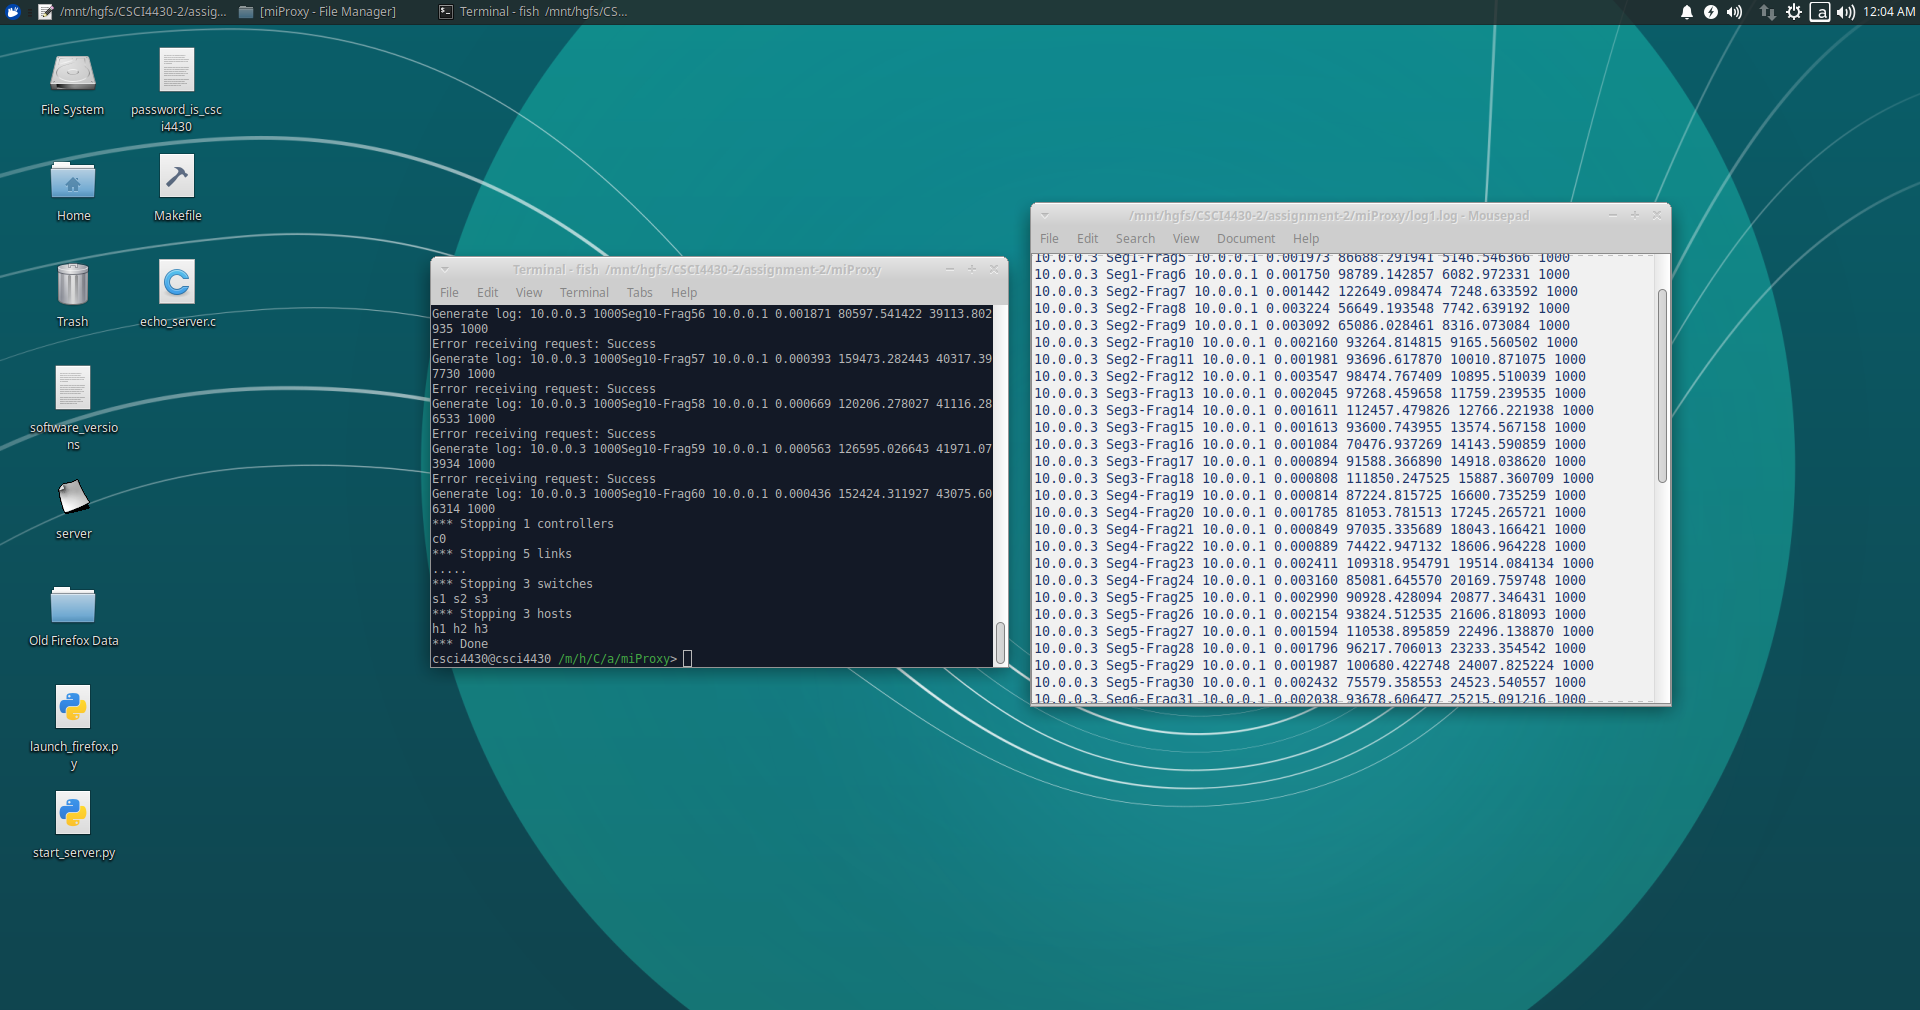 /mnt/hgfs/CSCI4430-2/assig...
[miProxy - File Manager]
Terminal - fish /mnt/hgfs/CS...
a
12:04 AM
File System
password_is_csc
i4430
Home
Makefile
Trash
echo_server.c
software_versio
ns
server
Old Firefox Data
launch_firefox.p
y
start_server.py
Terminal - fish /mnt/hgfs/CSCI4430-2/assignment-2/miProxy
File Edit View Terminal Tabs Help
Generate log: 10.0.0.3 1000Seg10-Frag56 10.0.0.1 0.001871 80597.541422 39113.802
935 1000
Error receiving request: Success
Generate log: 10.0.0.3 1000Seg10-Frag57 10.0.0.1 0.000393 159473.282443 40317.39
7730 1000
Error receiving request: Success
Generate log: 10.0.0.3 1000Seg10-Frag58 10.0.0.1 0.000669 120206.278027 41116.28
6533 1000
Error receiving request: Success
Generate log: 10.0.0.3 1000Seg10-Frag59 10.0.0.1 0.000563 126595.026643 41971.07
3934 1000
Error receiving request: Success
Generate log: 10.0.0.3 1000Seg10-Frag60 10.0.0.1 0.000436 152424.311927 43075.60
6314 1000
*** Stopping 1 controllers
c0
*** Stopping 5 links
.....
*** Stopping 3 switches
s1 s2 s3
*** Stopping 3 hosts
h1 h2 h3
*** Done
csci4430@csci4430 /m/h/C/a/miProxy>
/mnt/hgfs/CSCI4430-2/assignment-2/miProxy/log1.log - Mousepad
File Edit Search View Document Help
10.0.0.3 Seg1-Frag5 10.0.0.1 0.001973 86688.291941 5146.546366 1000
10.0.0.3 Seg1-Frag6 10.0.0.1 0.001750 98789.142857 6082.972331 1000
10.0.0.3 Seg2-Frag7 10.0.0.1 0.001442 122649.098474 7248.633592 1000
10.0.0.3 Seg2-Frag8 10.0.0.1 0.003224 56649.193548 7742.639192 1000
10.0.0.3 Seg2-Frag9 10.0.0.1 0.003092 65086.028461 8316.073084 1000
10.0.0.3 Seg2-Frag10 10.0.0.1 0.002160 93264.814815 9165.560502 1000
10.0.0.3 Seg2-Frag11 10.0.0.1 0.001981 93696.617870 10010.871075 1000
10.0.0.3 Seg2-Frag12 10.0.0.1 0.003547 98474.767409 10895.510039 1000
10.0.0.3 Seg3-Frag13 10.0.0.1 0.002045 97268.459658 11759.239535 1000
10.0.0.3 Seg3-Frag14 10.0.0.1 0.001611 112457.479826 12766.221938 1000
10.0.0.3 Seg3-Frag15 10.0.0.1 0.001613 93600.743955 13574.567158 1000
10.0.0.3 Seg3-Frag16 10.0.0.1 0.001084 70476.937269 14143.590859 1000
10.0.0.3 Seg3-Frag17 10.0.0.1 0.000894 91588.366890 14918.038620 1000
10.0.0.3 Seg3-Frag18 10.0.0.1 0.000808 111850.247525 15887.360709 1000
10.0.0.3 Seg4-Frag19 10.0.0.1 0.000814 87224.815725 16600.735259 1000
10.0.0.3 Seg4-Frag20 10.0.0.1 0.001785 81053.781513 17245.265721 1000
10.0.0.3 Seg4-Frag21 10.0.0.1 0.000849 97035.335689 18043.166421 1000
10.0.0.3 Seg4-Frag22 10.0.0.1 0.000889 74422.947132 18606.964228 1000
10.0.0.3 Seg4-Frag23 10.0.0.1 0.002411 109318.954791 19514.084134 1000
10.0.0.3 Seg4-Frag24 10.0.0.1 0.003160 85081.645570 20169.759748 1000
10.0.0.3 Seg5-Frag25 10.0.0.1 0.002990 90928.428094 20877.346431 1000
10.0.0.3 Seg5-Frag26 10.0.0.1 0.002154 93824.512535 21606.818093 1000
10.0.0.3 Seg5-Frag27 10.0.0.1 0.001594 110538.895859 22496.138870 1000
10.0.0.3 Seg5-Frag28 10.0.0.1 0.001796 96217.706013 23233.354542 1000
10.0.0.3 Seg5-Frag29 10.0.0.1 0.001987 100680.422748 24007.825224 1000
10.0.0.3 Seg5-Frag30 10.0.0.1 0.002432 75579.358553 24523.540557 1000
10.0.0.3 Seg6-Frag31 10.0.0.1 0.002038 93678.606477 25215.091216 1000